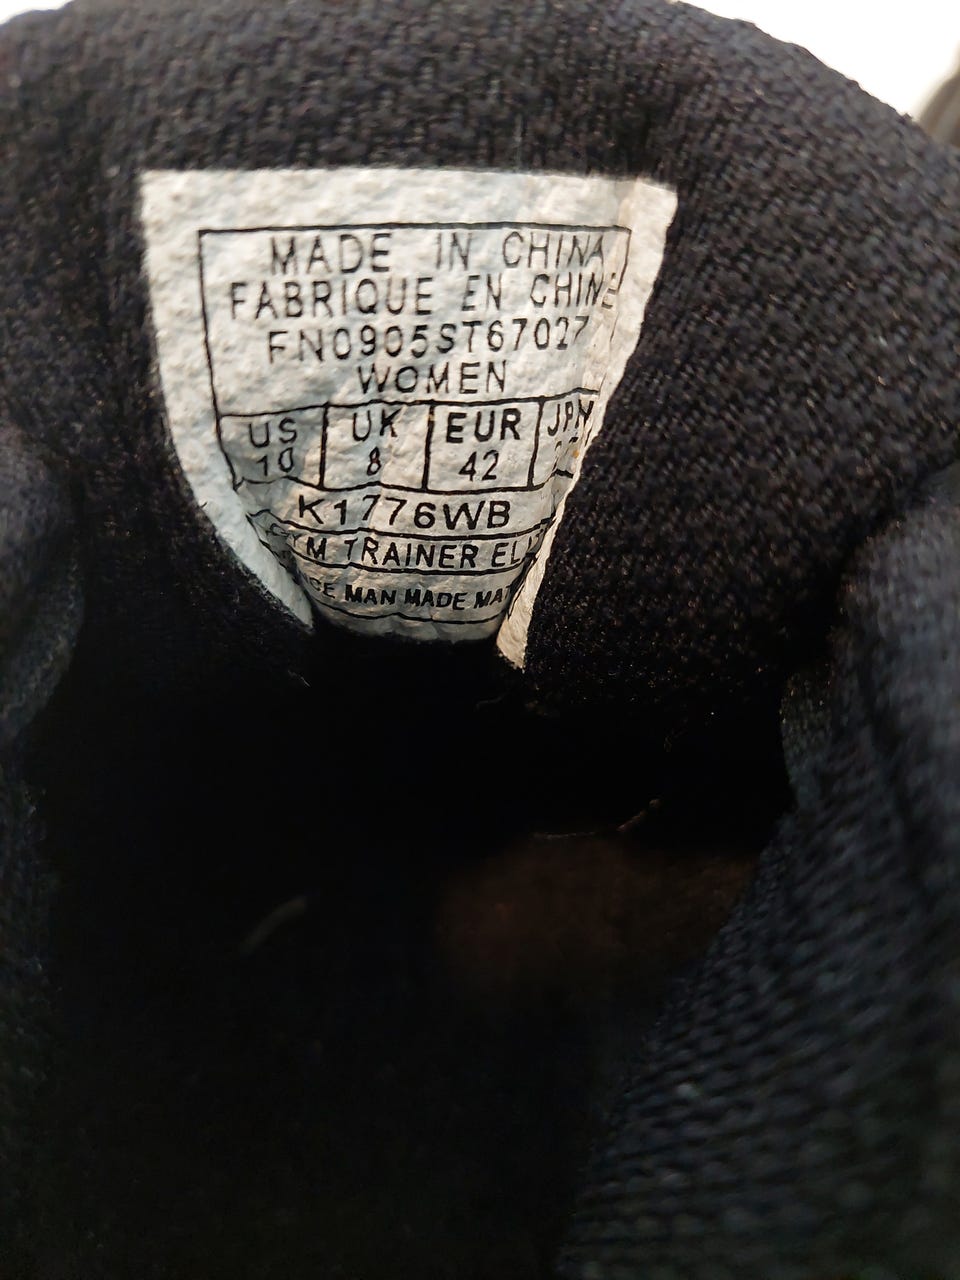 MADE IN CHINA
FABRIQUE EN CHINE
FN0905ST67027
WOMEN
US UK EUR
10 8 42
K1776WB
TRAINER
MAN MADE